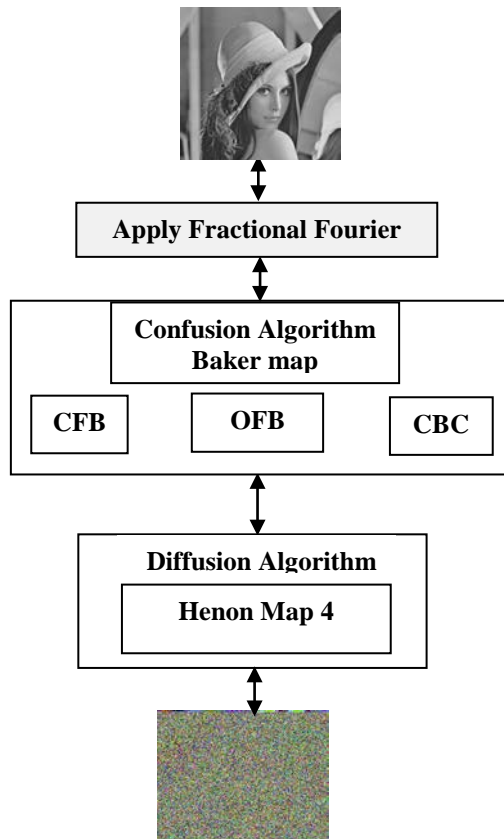 Apply Fractional Fourier
Confusion Algorithm
Baker map
CFB
OFB
CBC
Diffusion Algorithm
Henon Map 4